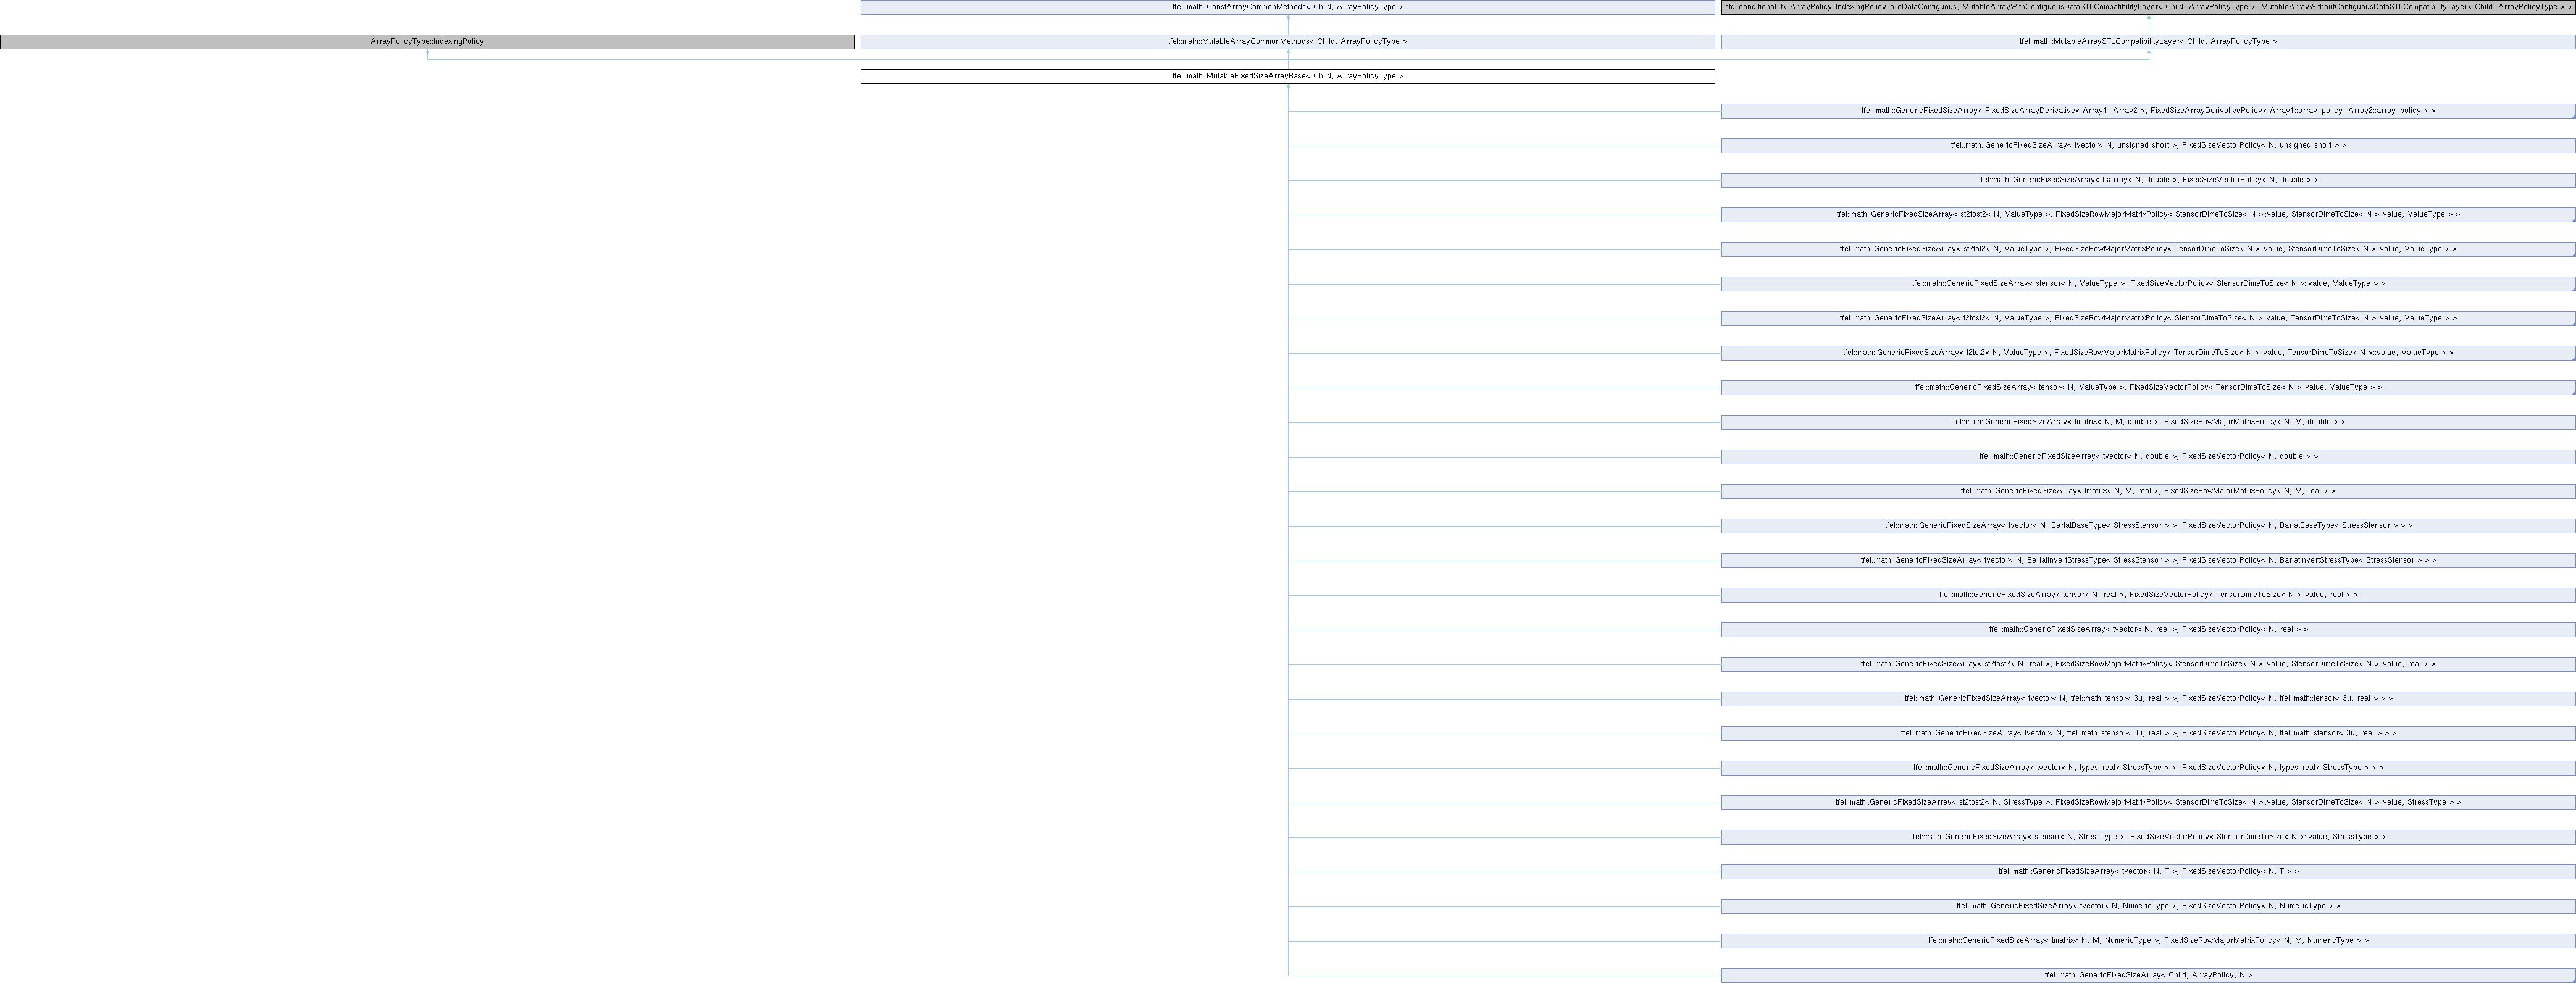 tfel::math::ConstArrayCommonMethods< Child, ArrayPolicyType >
std::conditional_t< ArrayPolicy::IndexingPolicy::areDataContiguous, MutableArrayWithContiguousDataSTLCompatibilityLayer< Child, ArrayPolicyType >, MutableArrayWithoutContiguousDataSTLCompatibilityLayer< Child, ArrayPolicyType > >
ArrayPolicyType::IndexingPolicy
tfel::math::MutableArrayCommonMethods< Child, ArrayPolicyType >
tfel::math::MutableArraySTLCompatibilityLayer< Child, ArrayPolicyType >
tfel::math::MutableFixedSizeArrayBase< Child, ArrayPolicyType >
tfel::math::GenericFixedSizeArray< FixedSizeArrayDerivative< Array1, Array2 >, FixedSizeArrayDerivativePolicy< Array1::array_policy, Array2::array_policy > >
tfel::math::GenericFixedSizeArray< tvector< N, unsigned short >, FixedSizeVectorPolicy< N, unsigned short > >
tfel::math::GenericFixedSizeArray< fsarray< N, double >, FixedSizeVectorPolicy< N, double > >
tfel::math::GenericFixedSizeArray< st2tost2< N, ValueType >, FixedSizeRowMajorMatrixPolicy< StensorDimeToSize< N >::value, StensorDimeToSize< N >::value, ValueType > >
tfel::math::GenericFixedSizeArray< st2tot2< N, ValueType >, FixedSizeRowMajorMatrixPolicy< TensorDimeToSize< N >::value, StensorDimeToSize< N >::value, ValueType > >
tfel::math::GenericFixedSizeArray< stensor< N, ValueType >, FixedSizeVectorPolicy< StensorDimeToSize< N >::value, ValueType > >
tfel::math::GenericFixedSizeArray< t2tost2< N, ValueType >, FixedSizeRowMajorMatrixPolicy< StensorDimeToSize< N >::value, TensorDimeToSize< N >::value, ValueType > >
tfel::math::GenericFixedSizeArray< t2tot2< N, ValueType >, FixedSizeRowMajorMatrixPolicy< TensorDimeToSize< N >::value, TensorDimeToSize< N >::value, ValueType > >
tfel::math::GenericFixedSizeArray< tensor< N, ValueType >, FixedSizeVectorPolicy< TensorDimeToSize< N >::value, ValueType > >
tfel::math::GenericFixedSizeArray< tmatrix< N, M, double >, FixedSizeRowMajorMatrixPolicy< N, M, double > >
tfel::math::GenericFixedSizeArray< tvector< N, double >, FixedSizeVectorPolicy< N, double > >
tfel::math::GenericFixedSizeArray< tmatrix< N, M, real >, FixedSizeRowMajorMatrixPolicy< N, M, real > >
tfel::math::GenericFixedSizeArray< tvector< N, BarlatBaseType< StressStensor > >, FixedSizeVectorPolicy< N, BarlatBaseType< StressStensor > > >
tfel::math::GenericFixedSizeArray< tvector< N, BarlatInvertStressType< StressStensor > >, FixedSizeVectorPolicy< N, BarlatInvertStressType< StressStensor > > >
tfel::math::GenericFixedSizeArray< tensor< N, real >, FixedSizeVectorPolicy< TensorDimeToSize< N >::value, real > >
tfel::math::GenericFixedSizeArray< tvector< N, real >, FixedSizeVectorPolicy< N, real > >
tfel::math::GenericFixedSizeArray< st2tost2< N, real >, FixedSizeRowMajorMatrixPolicy< StensorDimeToSize< N >::value, StensorDimeToSize< N >::value, real > >
tfel::math::GenericFixedSizeArray< tvector< N, tfel::math::tensor< 3u, real > >, FixedSizeVectorPolicy< N, tfel::math::tensor< 3u, real > > >
tfel::math::GenericFixedSizeArray< tvector< N, tfel::math::stensor< 3u, real > >, FixedSizeVectorPolicy< N, tfel::math::stensor< 3u, real > > >
tfel::math::GenericFixedSizeArray< tvector< N, types::real< StressType > >, FixedSizeVectorPolicy< N, types::real< StressType > > >
tfel::math::GenericFixedSizeArray< st2tost2< N, StressType >, FixedSizeRowMajorMatrixPolicy< StensorDimeToSize< N >::value, StensorDimeToSize< N >::value, StressType > >
tfel::math::GenericFixedSizeArray< stensor< N, StressType >, FixedSizeVectorPolicy< StensorDimeToSize< N >::value, StressType > >
tfel::math::GenericFixedSizeArray< tvector< N, T >, FixedSizeVectorPolicy< N, T > >
tfel::math::GenericFixedSizeArray< tvector< N, NumericType >, FixedSizeVectorPolicy< N, NumericType > >
tfel::math::GenericFixedSizeArray< tmatrix< N, M, NumericType >, FixedSizeRowMajorMatrixPolicy< N, M, NumericType > >
tfel::math::GenericFixedSizeArray< Child, ArrayPolicy, N >